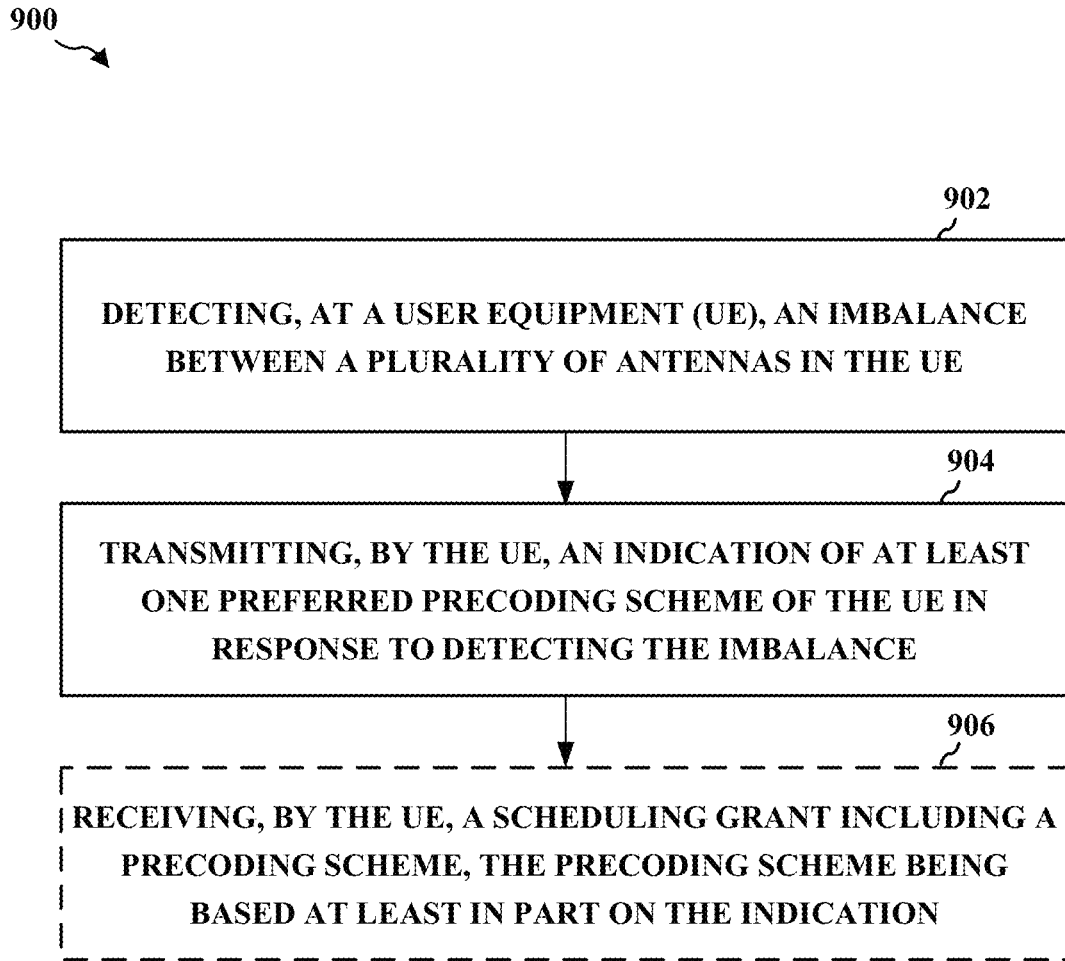 900
902
DETECTING, AT A USER EQUIPMENT (UE), AN IMBALANCE
BETWEEN A PLURALITY OF ANTENNAS IN THE UE
904
TRANSMITTING, BY THE UE, AN INDICATION OF AT LEAST
ONE PREFERRED PRECODING SCHEME OF THE UE IN
RESPONSE TO DETECTING THE IMBALANCE
906
RECEIVING, BY THE UE, A SCHEDULING GRANT INCLUDING A
PRECODING SCHEME, THE PRECODING SCHEME BEING
BASED AT LEAST IN PART ON THE INDICATION